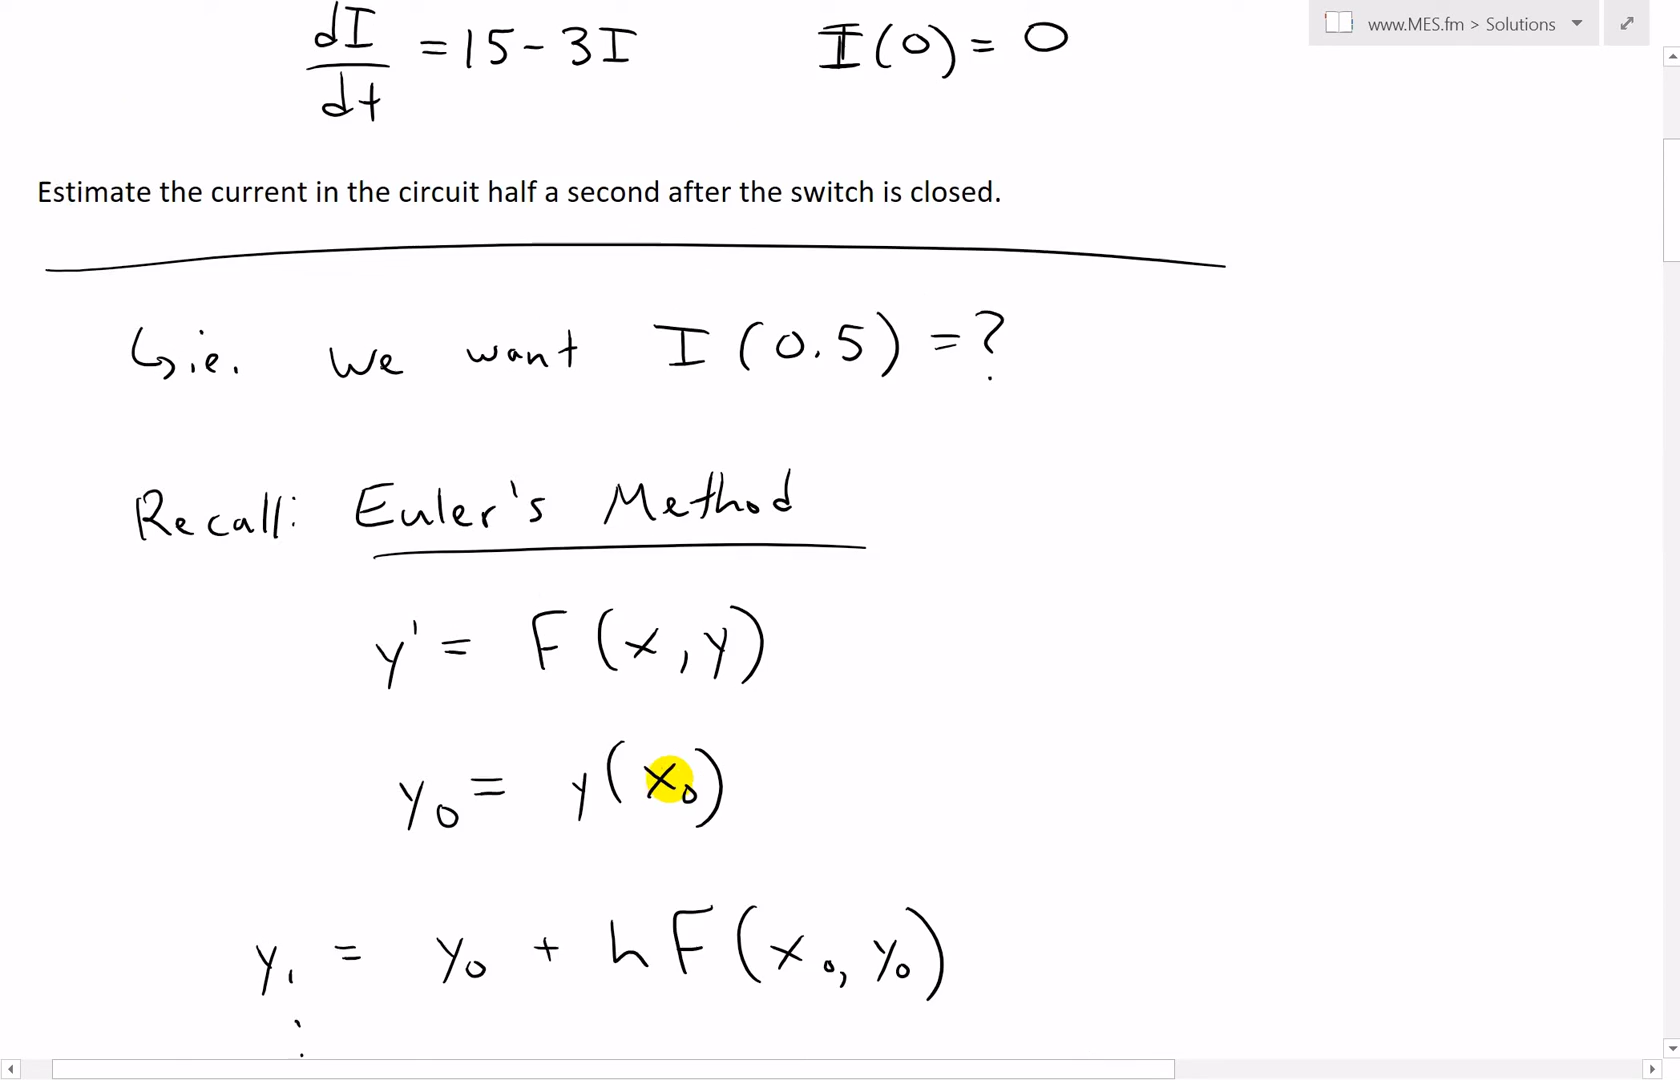 www.MES.fm > Solutions
dI/dt = 15 - 3I I(0) = 0
Estimate the current in the circuit half a second after the switch is closed.
↳ i.e. We want I(0.5) = ?
Recall: Euler's Method
y' = F(x,y)
y₀ = y(x₀)
y₁ = y₀ + hF(x₀, y₀)
⋮